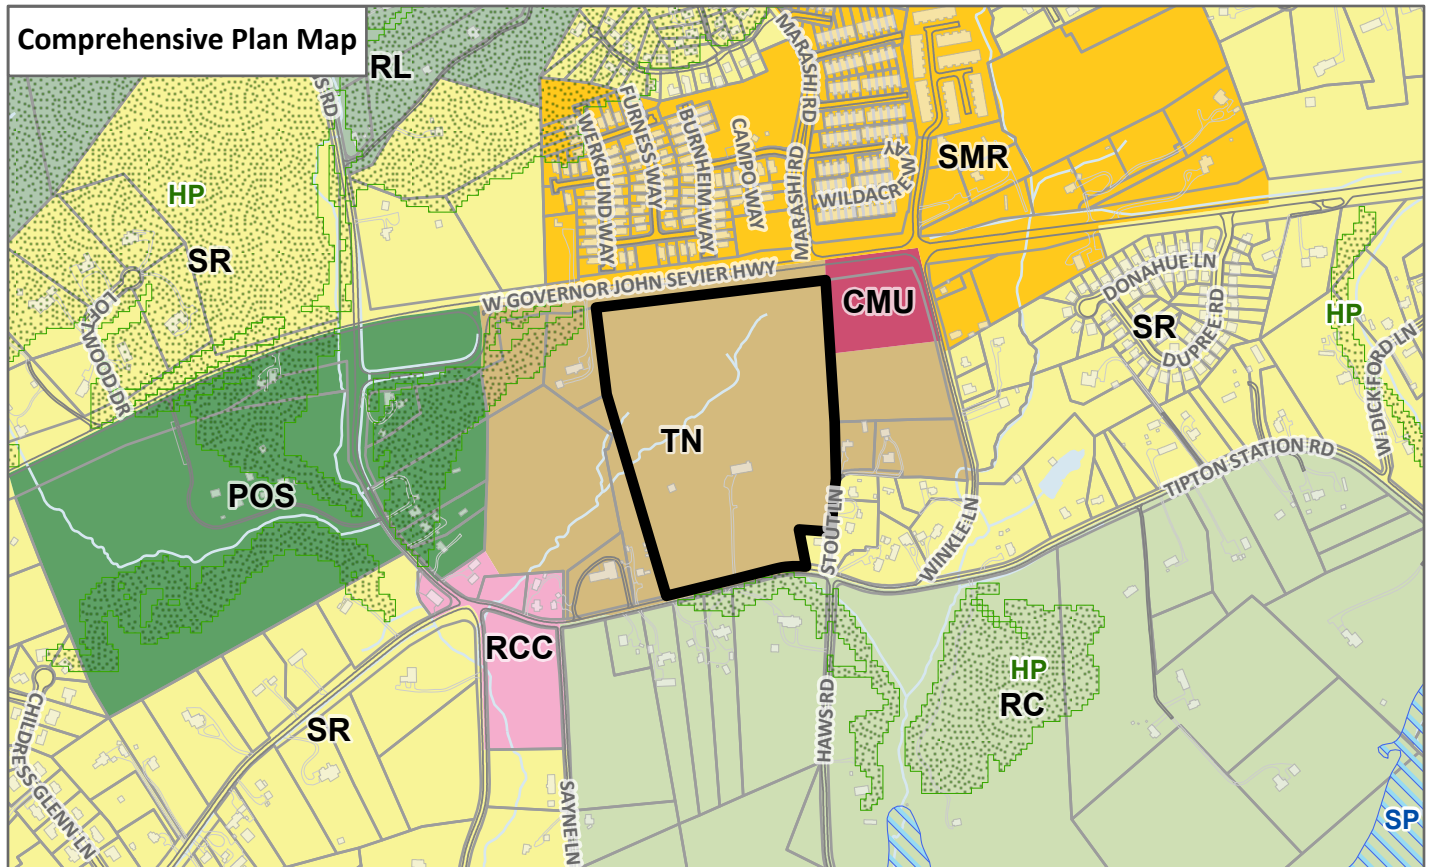 Comprehensive Plan Map
RL
S RD
HP
SR
LOFTWOOD DR
WERKBUND WAY
FURNESS WAY
BURNHEIM WAY
CAMPO WAY
MARASHI RD
MARASHI RD
WILDACRE WAY
SMR
W GOVERNOR JOHN SEVIER HWY
CMU
DONAHUE LN
SR
DUPREE RD
HP
W DICK FORD LN
TN
POS
STOUT LN
WINKLE LN
TIPTON STATION RD
RCC
SR
HP
RC
HAWS RD
SAYNE LN
CHILDRESS GLENN LN
SP